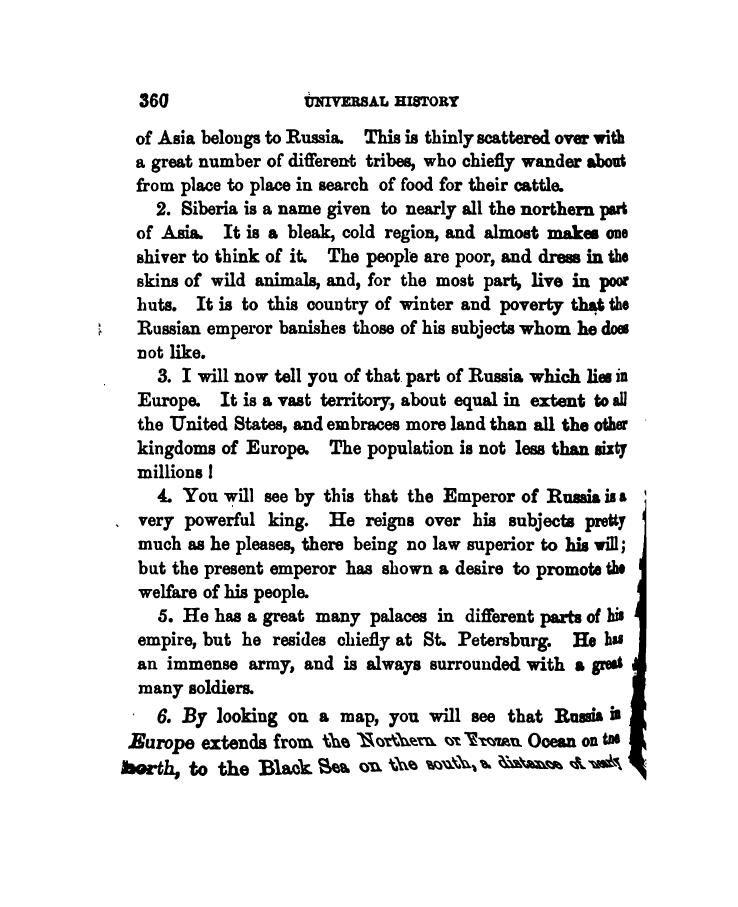 360 UNIVERSAL HISTORY
of Asia belongs to Russia. This is thinly scattered over with
a great number of different tribes, who chiefly wander about
from place to place in search of food for their cattle.
2. Siberia is a name given to nearly all the northern part
of Asia. It is a bleak, cold region, and almost makes one
shiver to think of it. The people are poor, and dress in the
skins of wild animals, and, for the most part, live in poor
huts. It is to this country of winter and poverty that the
Russian emperor banishes those of his subjects whom he does
not like.
3. I will now tell you of that part of Russia which lies in
Europe. It is a vast territory, about equal in extent to all
the United States, and embraces more land than all the other
kingdoms of Europe. The population is not less than sixty
millions!
4. You will see by this that the Emperor of Russia is a
very powerful king. He reigns over his subjects pretty
much as he pleases, there being no law superior to his will;
but the present emperor has shown a desire to promote the
welfare of his people.
5. He has a great many palaces in different parts of his
empire, but he resides chiefly at St. Petersburg. He has
an immense army, and is always surrounded with a great
many soldiers.
6. By looking on a map, you will see that Russia in
Europe extends from the Northern or Frozen Ocean on the
north, to the Black Sea on the south, a distance of nearly